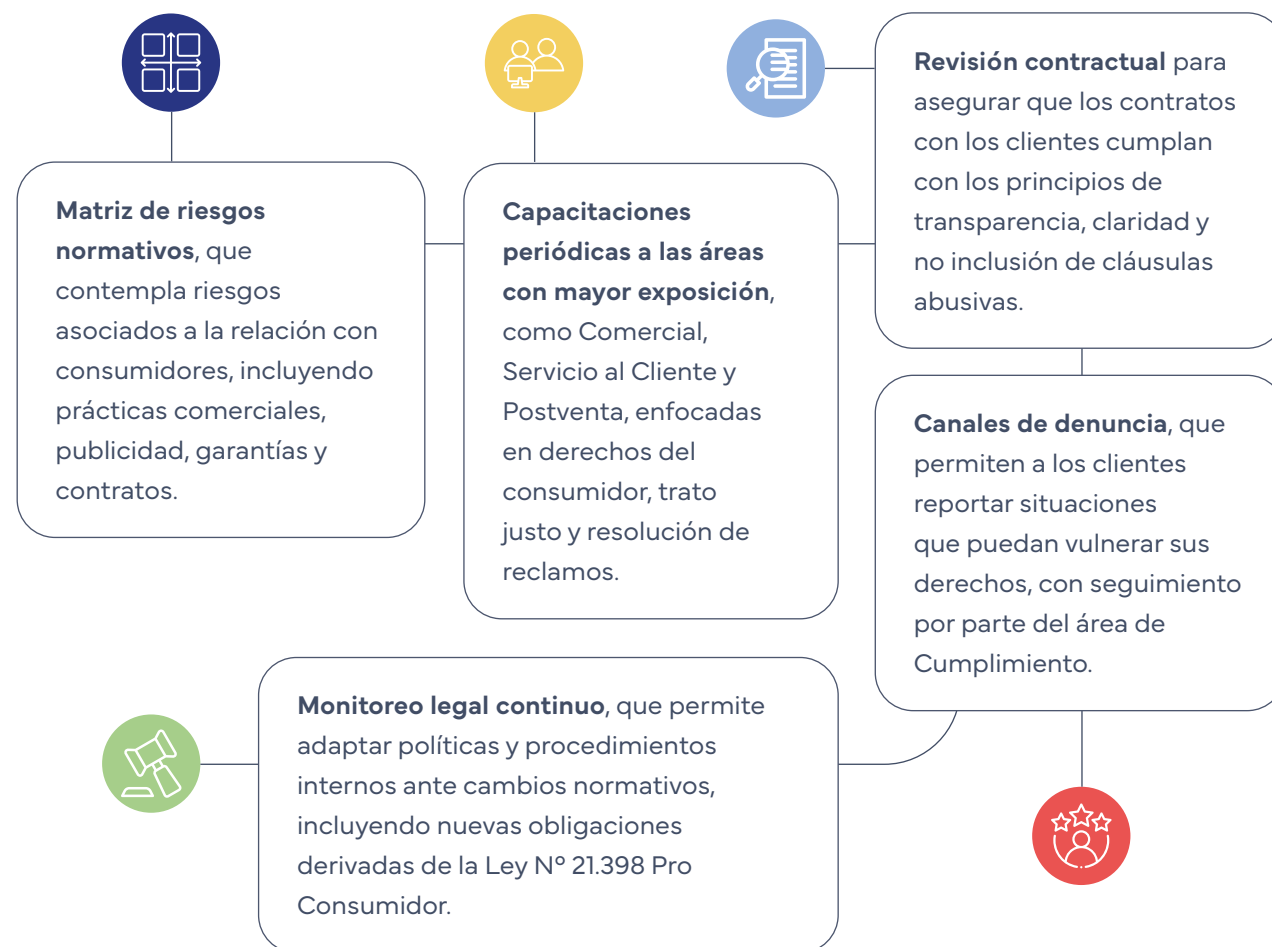 Matriz de riesgos
normativos, que
contempla riesgos
asociados a la relación con
consumidores, incluyendo
prácticas comerciales,
publicidad, garantías y
contratos.
Capacitaciones
periódicas a las áreas
con mayor exposición,
como Comercial,
Servicio al Cliente y
Postventa, enfocadas
en derechos del
consumidor, trato
justo y resolución de
reclamos.
Revisión contractual para
asegurar que los contratos
con los clientes cumplan
con los principios de
transparencia, claridad y
no inclusión de cláusulas
abusivas.
Canales de denuncia, que
permiten a los clientes
reportar situaciones
que puedan vulnerar sus
derechos, con seguimiento
por parte del área de
Cumplimiento.
Monitoreo legal continuo, que permite
adaptar políticas y procedimientos
internos ante cambios normativos,
incluyendo nuevas obligaciones
derivadas de la Ley Nº 21.398 Pro
Consumidor.